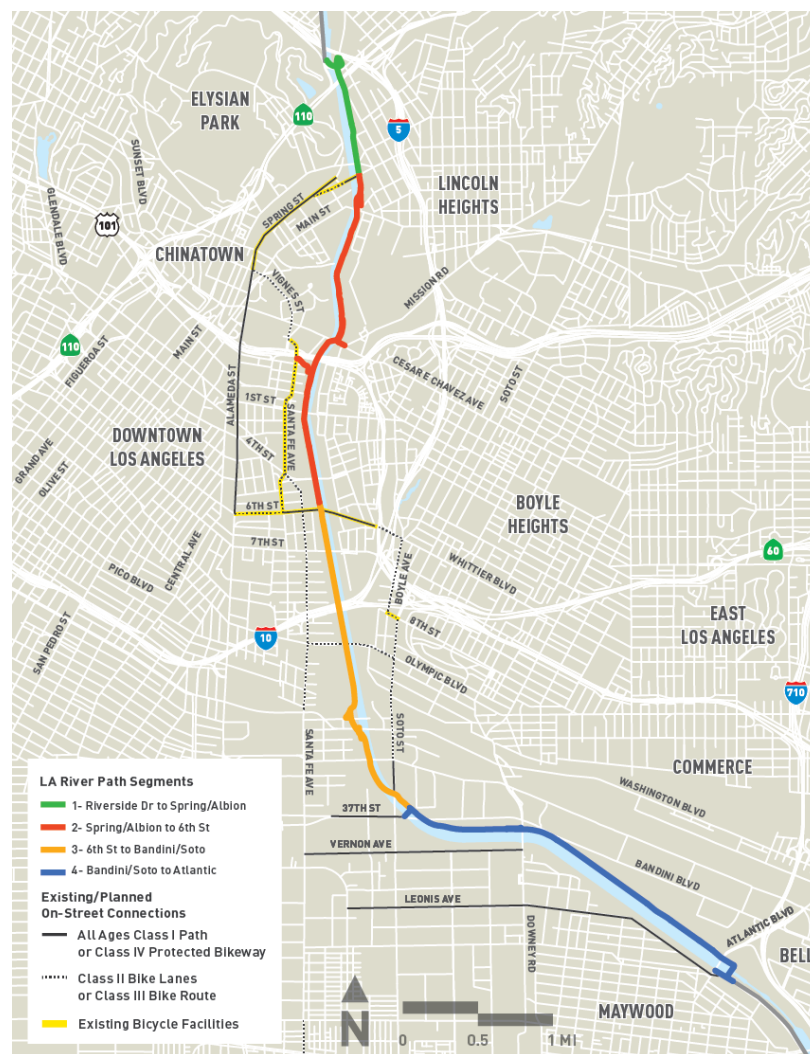 ELYSIAN
PARK
110
5
SUNSET BLVD
GLENDALE BLVD
LINCOLN
HEIGHTS
SPRING ST
MAIN ST
101
CHINATOWN
VIGNES ST
MISSION RD
110
FIGUEROA ST
MAIN ST
CESAR E CHAVEZ AVE
SOTO ST
ALAMEDA ST
1ST ST
SANTA FE AVE
GRAND AVE
OLIVE ST
DOWNTOWN
LOS ANGELES
4TH ST
BOYLE
HEIGHTS
6TH ST
7TH ST
CENTRAL AVE
PICO BLVD
BOYLE AVE
WHITTIER BLVD
60
SAN PEDRO ST
10
8TH ST
EAST
LOS ANGELES
OLYMPIC BLVD
710
SANTA FE AVE
SOTO ST
COMMERCE
WASHINGTON BLVD
37TH ST
VERNON AVE
BANDINI BLVD
LEONIS AVE
DOWNEY RD
ATLANTIC BLVD
BELL
MAYWOOD
LA River Path Segments
1- Riverside Dr to Spring/Albion
2- Spring/Albion to 6th St
3- 6th St to Bandini/Soto
4- Bandini/Soto to Atlantic
Existing/Planned
On-Street Connections
All Ages Class I Path
or Class IV Protected Bikeway
Class II Bike Lanes
or Class III Bike Route
Existing Bicycle Facilities
N
0 0.5 1 MI